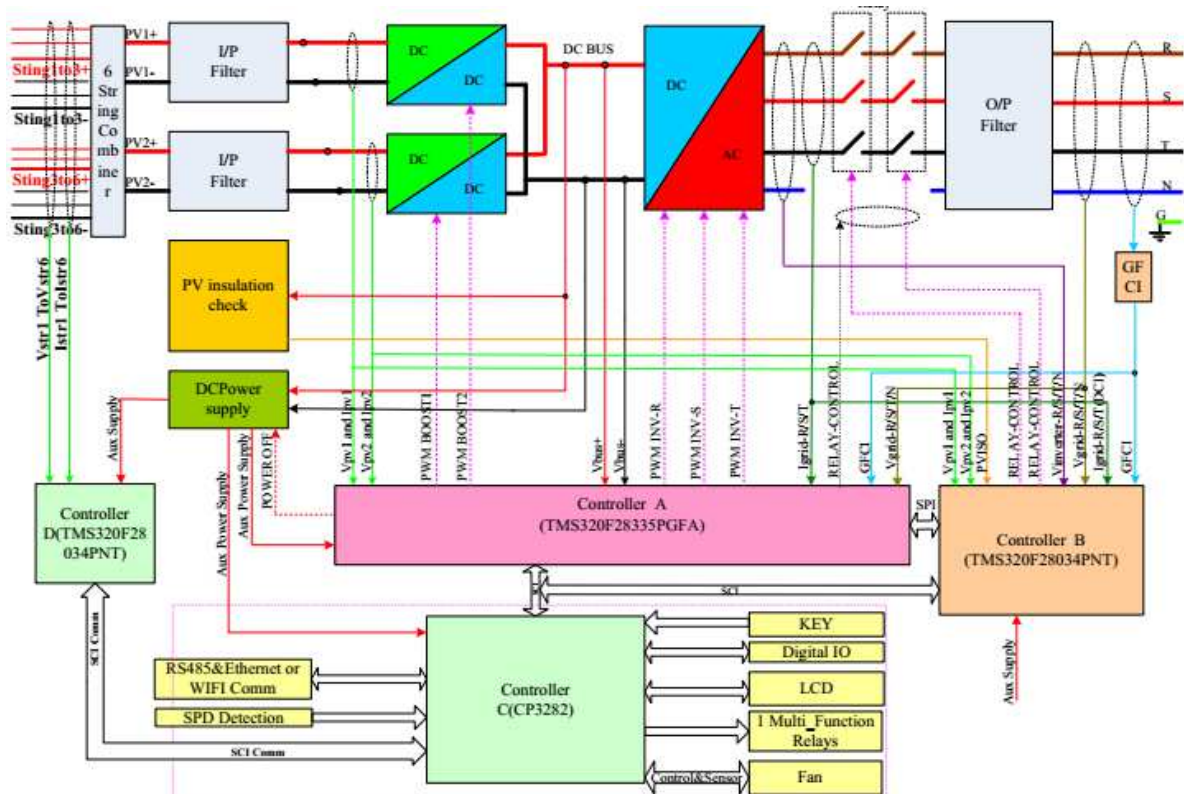 PV1+
I/P
Filter
DC
DC
DC BUS
DC
AC
R
Sting1to3+
PV1-
S
Sting1to3-
6
Str
ing
Co
mb
ine
r
PV2+
I/P
Filter
DC
DC
O/P
Filter
T
Sting3to6+
PV2-
N
Sting3to6-
G
GF
CI
PV insulation
check
Vstr1 ToVstr6
Istr1 ToIstr6
DCPower
supply
Aux Supply
Aux Power Supply
Aux Power Supply
POWER OFF
Vpv1 and Ipv1
Vpv2 and Ipv2
PWM BOOST1
PWM BOOST2
Vbus+
Vbus-
PWM INV-R
PWM INV-S
PWM INV-T
Igrid-R/S/T
RELAY-CONTROL
GFCI
Vgrid-R/S/T/N
Vpv1 and Ipv1
Vpv2 and Ipv2
PVISO
RELAY-CONTROL
RELAY-CONTROL
Vinverter-R/S/T/N
Vgrid-R/S/T/N
Igrid-R/S/T (DCI)
GFCI
Controller
D(TMS320F28
034PNT)
Controller A
(TMS320F28335PGFA)
SPI
Controller B
(TMS320F28034PNT)
SCI
SCI Comm
KEY
Digital IO
RS485&Ethernet or
WIFI Comm
Controller
C(CP3282)
LCD
SPD Detection
1 Multi_Function
Relays
SCI Comm
Control&Sensor
Fan
Aux Supply